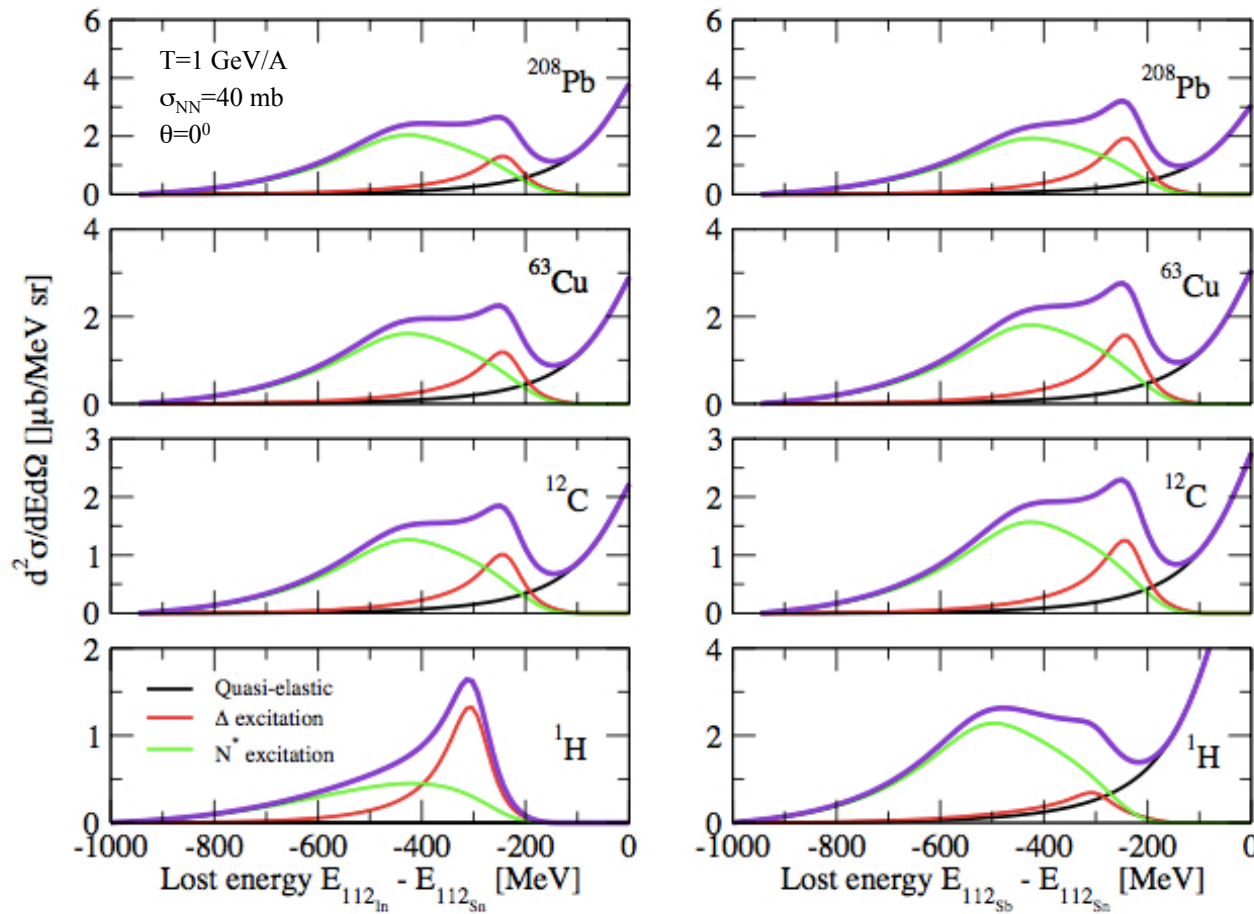 6
4
2
0
T=1 GeV/A
σNN=40 mb
θ=0⁰
²⁰⁸Pb
6
4
2
0
²⁰⁸Pb
4
2
0
⁶³Cu
4
2
0
⁶³Cu
3
2
1
0
¹²C
3
2
1
0
¹²C
2
1
0
Quasi-elastic
Δ excitation
N* excitation
¹H
4
2
0
¹H
d²σ/dEdΩ []μb/MeV sr]
-1000 -800 -600 -400 -200 0
-1000 -800 -600 -400 -200 0
Lost energy E₁₁₂In - E₁₁₂Sn [MeV]
Lost energy E₁₁₂Sb - E₁₁₂Sn [MeV]